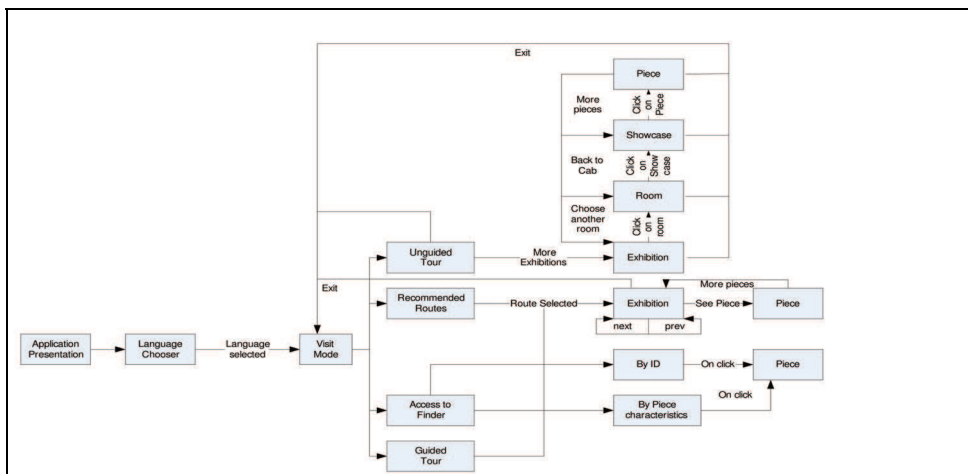 Exit
Piece
More
pieces
Click
on
Piece
Showcase
Back to
Cab
Click
on
Show
case
Room
Choose
another
room
Click
on
room
Unguided
Tour
More
Exhibitions
Exhibition
Exit
More pieces
Recommended
Routes
Route Selected
Exhibition
See Piece
Piece
next
prev
Application
Presentation
Language
Chooser
Language
selected
Visit
Mode
By ID
On click
Piece
On click
Access to
Finder
By Piece
characteristics
Guided
Tour